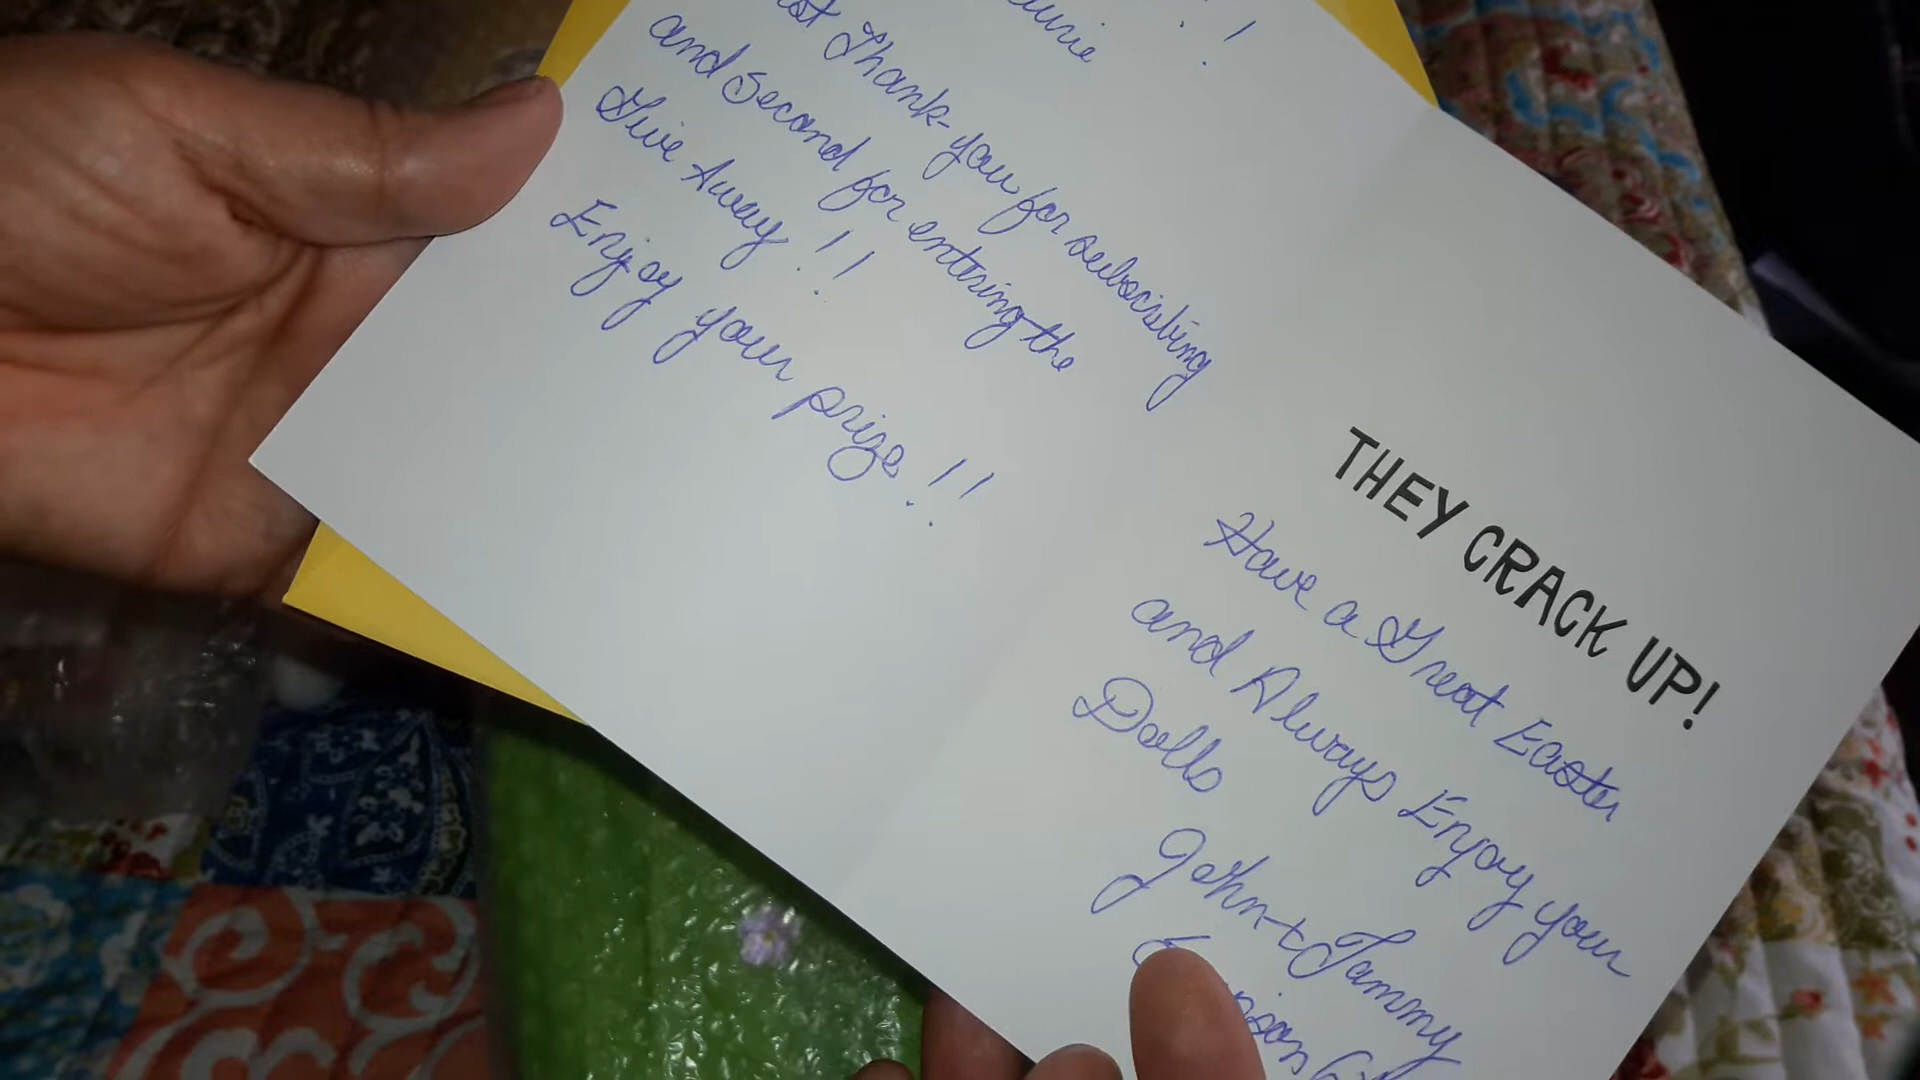 ! !
Thank you for subscribing
and Second for entering the
Give Away !!
Enjoy your prize!!
THEY CRACK UP!
Have a Great Easter
and Always Enjoy your
Dolls
John + Tammy